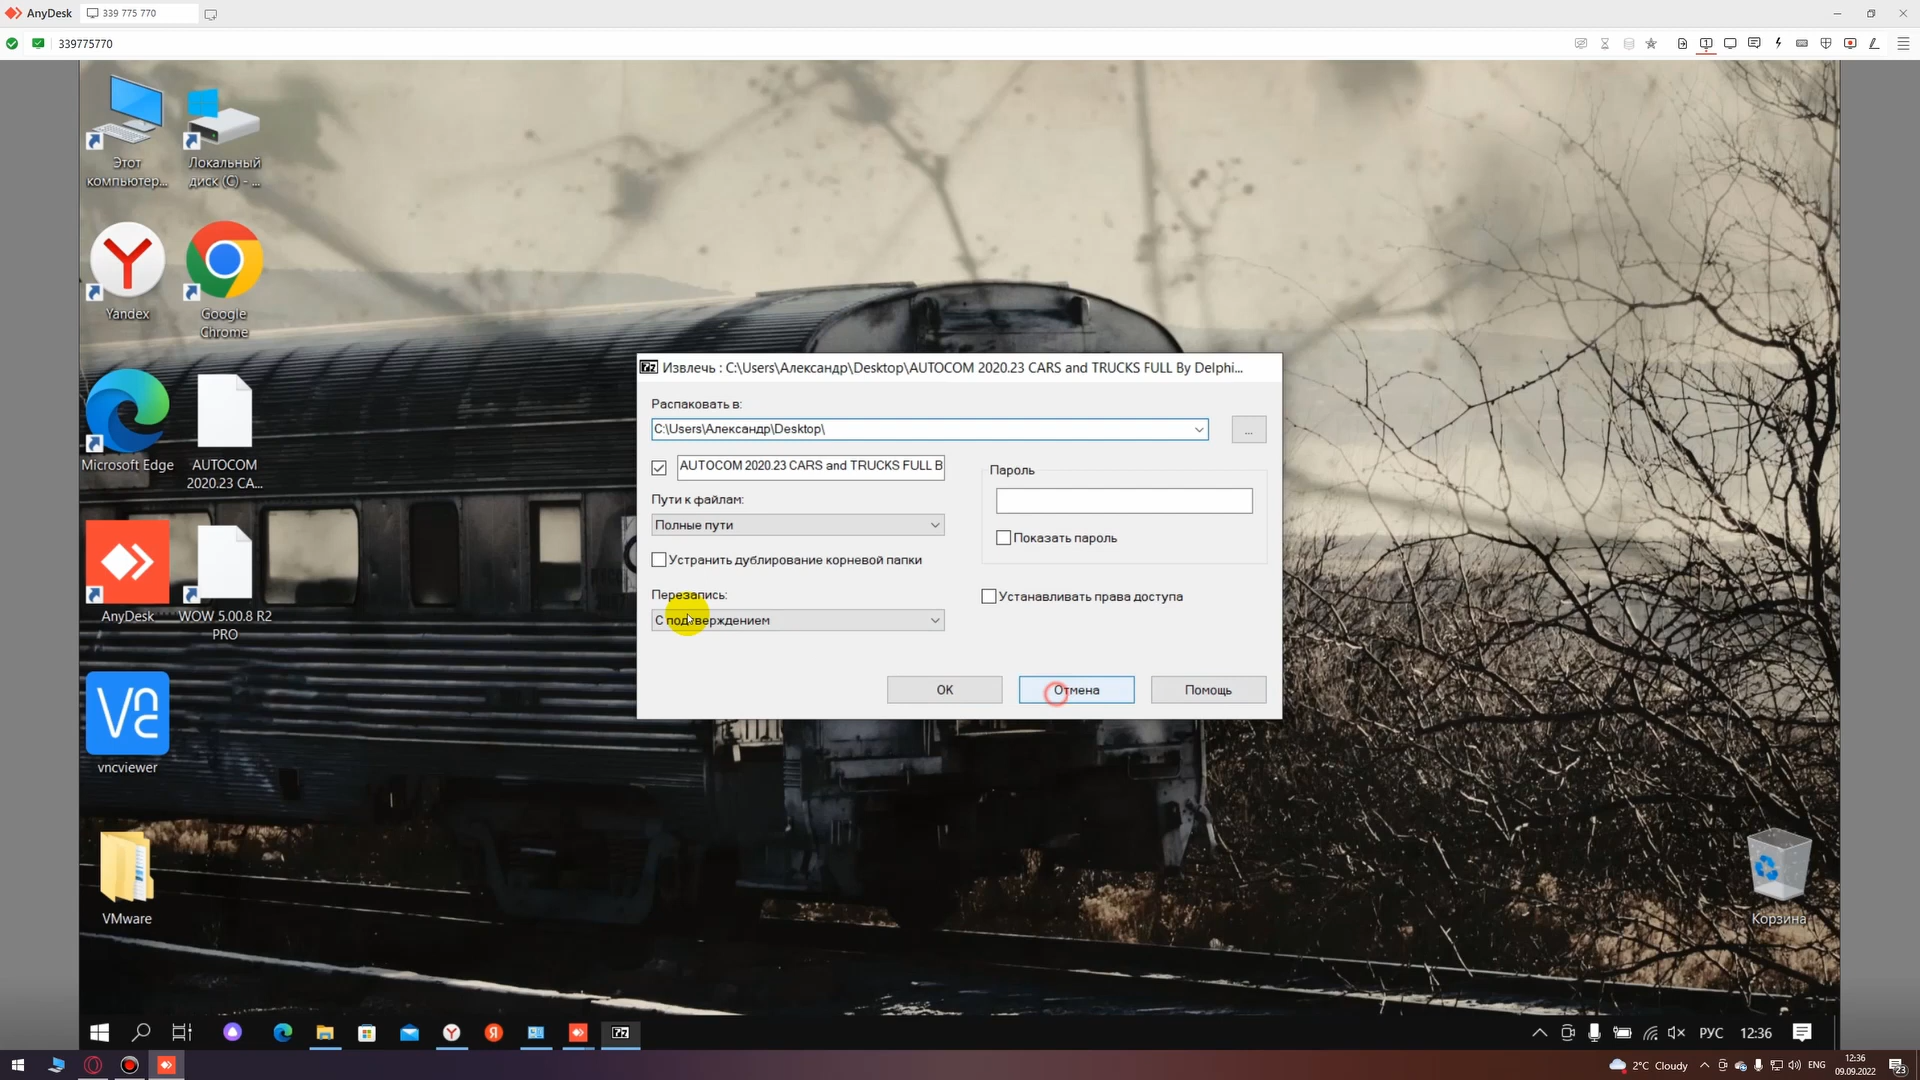 AnyDesk
339 775 770
339775770
Этот
компьютер...
Локальный
диск (C) - ...
Yandex
Google
Chrome
Microsoft Edge
AUTOCOM
2020.23 CA...
AnyDesk
WOW 5.00.8 R2
PRO
vncviewer
VMware
Корзина
Извлечь : C:\Users\Александр\Desktop\AUTOCOM 2020.23 CARS and TRUCKS FULL By Delphi...
Распаковать в:
C:\Users\Александр\Desktop\
...
AUTOCOM 2020.23 CARS and TRUCKS FULL B
Пути к файлам:
Полные пути
Устранить дублирование корневой папки
Перезапись:
С подтверждением
Пароль
Показать пароль
Устанавливать права доступа
OK
Отмена
Помощь
РУС
12:36
2°C Cloudy
ENG
12:36
09.09.2022
23